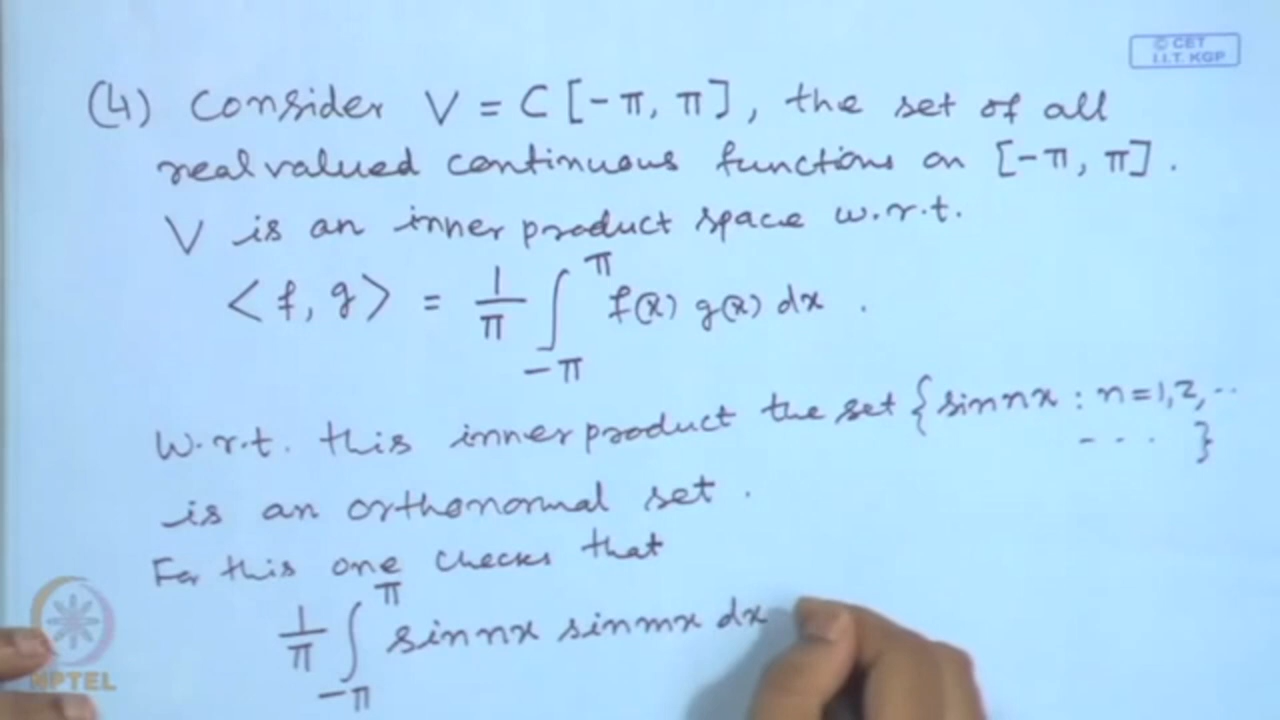 © CET
I.I.T. KGP
(4) Consider V = C [-π, π], the set of all
real valued continuous functions on [-π, π].
V is an inner product space w.r.t.
<f, g> = 1/π ∫_{-π}^{π} f(x) g(x) dx .
W.r.t. this inner product the set {sin nx : n=1,2,..
- - - . }
is an orthonormal set .
For this one checks that
1/π ∫_{-π}^{π} sin nx sin mx dx
NPTEL